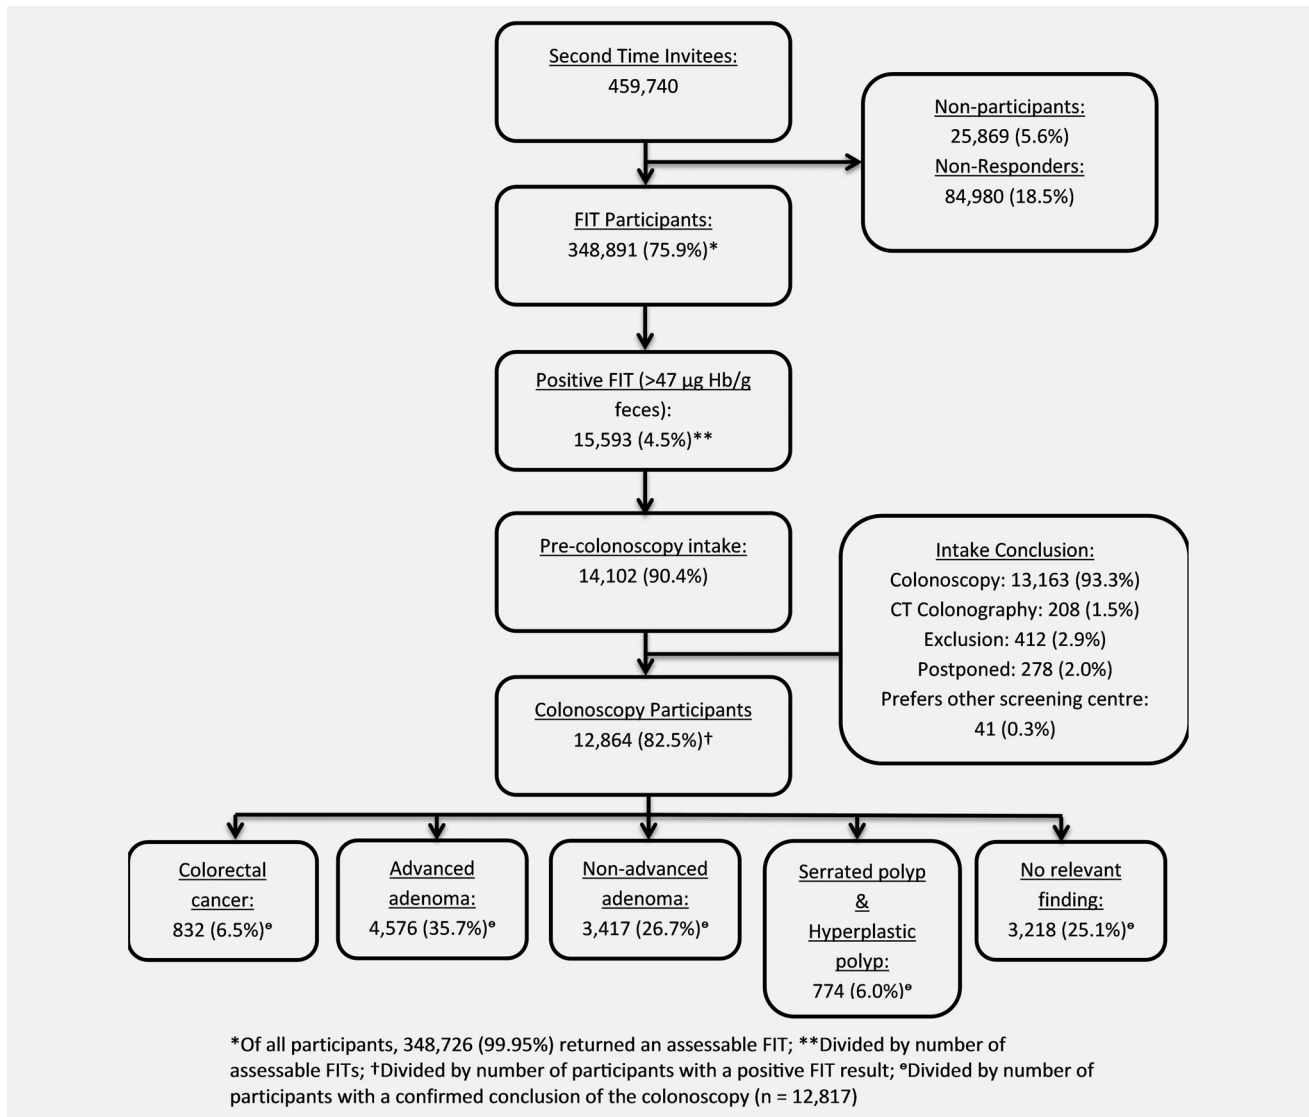 Second Time Invitees:
459,740
Non-participants:
25,869 (5.6%)
Non-Responders:
84,980 (18.5%)
FIT Participants:
348,891 (75.9%)*
Positive FIT (>47 µg Hb/g
feces):
15,593 (4.5%)**
Pre-colonoscopy intake:
14,102 (90.4%)
Intake Conclusion:
Colonoscopy: 13,163 (93.3%)
CT Colonography: 208 (1.5%)
Exclusion: 412 (2.9%)
Postponed: 278 (2.0%)
Prefers other screening centre:
41 (0.3%)
Colonoscopy Participants
12,864 (82.5%)†
Colorectal
cancer:
832 (6.5%)ᵉ
Advanced
adenoma:
4,576 (35.7%)ᵉ
Non-advanced
adenoma:
3,417 (26.7%)ᵉ
Serrated polyp
&
Hyperplastic
polyp:
774 (6.0%)ᵉ
No relevant
finding:
3,218 (25.1%)ᵉ
*Of all participants, 348,726 (99.95%) returned an assessable FIT; **Divided by number of
assessable FITs; †Divided by number of participants with a positive FIT result; ᵉDivided by number of
participants with a confirmed conclusion of the colonoscopy (n = 12,817)